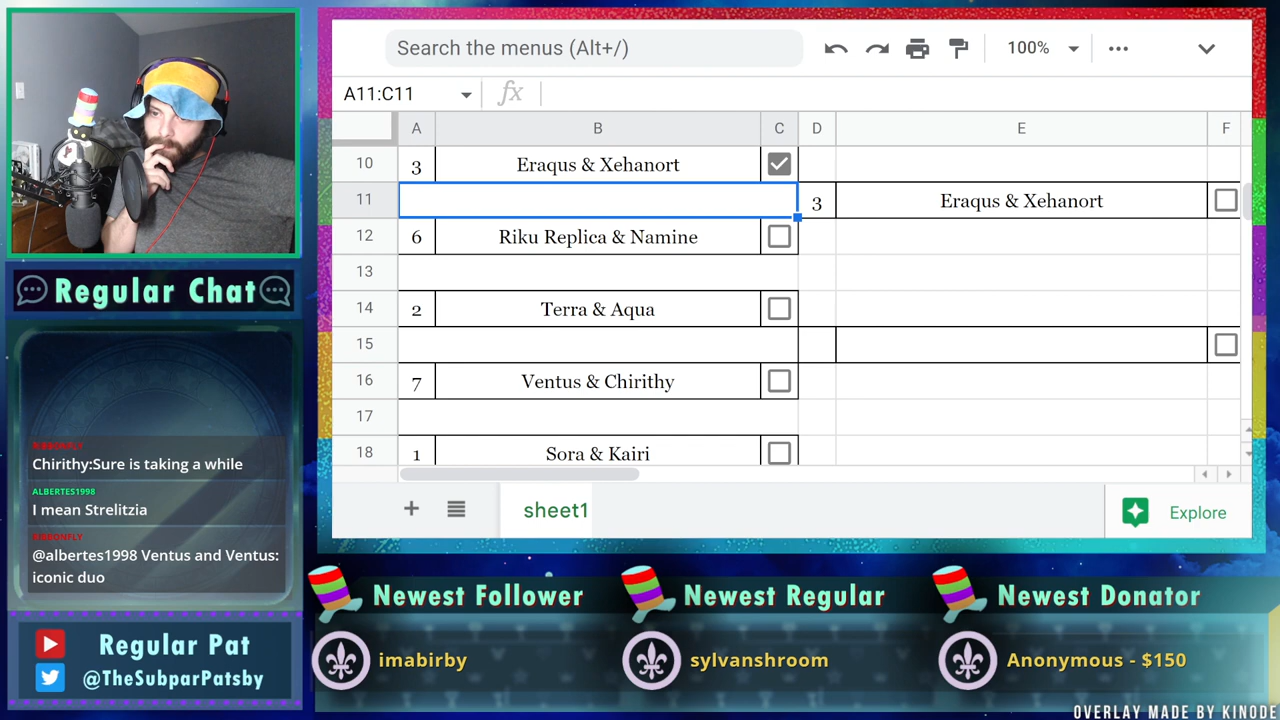 Search the menus (Alt+/)
100%
A11:C11
fx
A B C D E F
10 3 Eraqus & Xehanort
11 3 Eraqus & Xehanort
12 6 Riku Replica & Namine
13
14 2 Terra & Aqua
15
16 7 Ventus & Chirithy
17
18 1 Sora & Kairi
sheet1
Explore
Regular Chat
Chirithy:Sure is taking a while
ALBERTES1998
I mean Strelitzia
@albertes1998 Ventus and Ventus:
iconic duo
Regular Pat
@TheSubparPatsby
Newest Follower
imabirby
Newest Regular
sylvanshroom
Newest Donator
Anonymous - $150
OVERLAY MADE BY KINODE